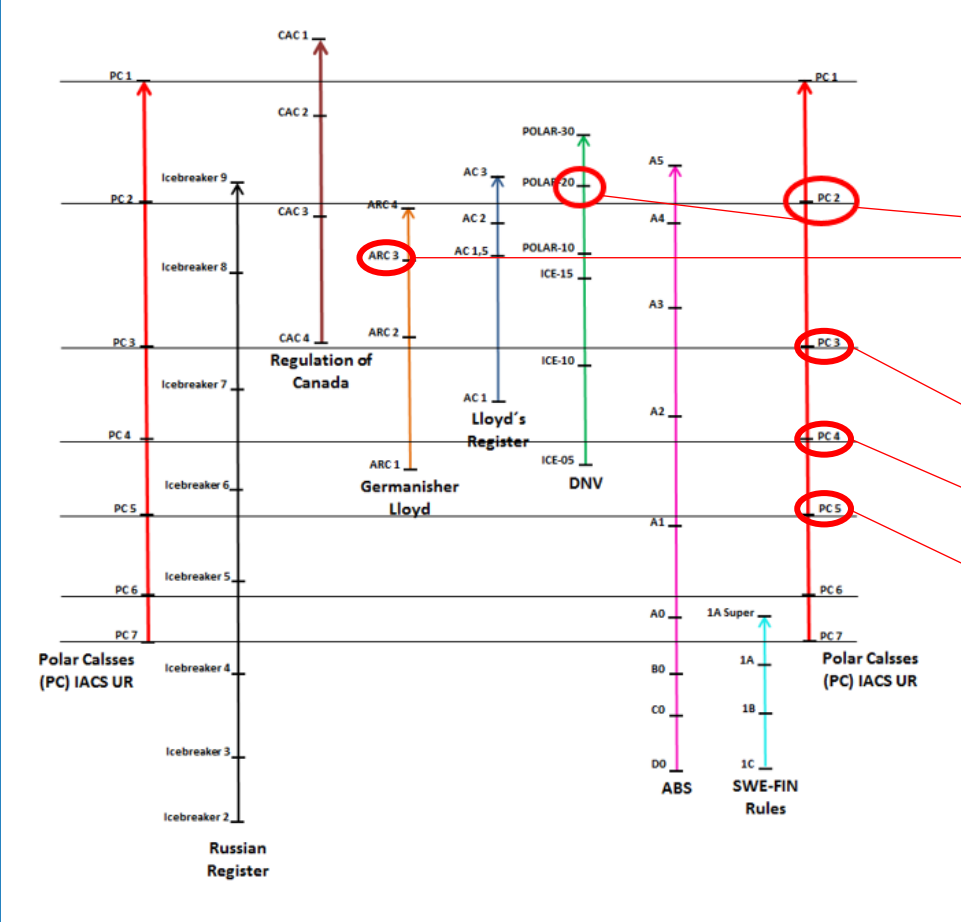 CAC 1
PC 1
PC 1
CAC 2
POLAR-30
A5
AC 3
Icebreaker 9
POLAR-20
PC 2
PC 2
ARC 4
CAC 3
AC 2
A4
ARC 3
AC 1,5
POLAR-10
Icebreaker 8
ICE-15
A3
CAC 4
ARC 2
PC 3
PC 3
Regulation of
Canada
ICE-10
Icebreaker 7
AC 1
Lloyd´s
Register
A2
PC 4
PC 4
ARC 1
Germanisher
Lloyd
ICE-05
DNV
Icebreaker 6
PC 5
PC 5
A1
Icebreaker 5
PC 6
PC 6
A0
1A Super
PC 7
PC 7
Polar Calsses
(PC) IACS UR
Icebreaker 4
B0
1A
Polar Calsses
(PC) IACS UR
C0
1B
Icebreaker 3
D0
1C
ABS
SWE-FIN
Rules
Icebreaker 2
Russian
Register